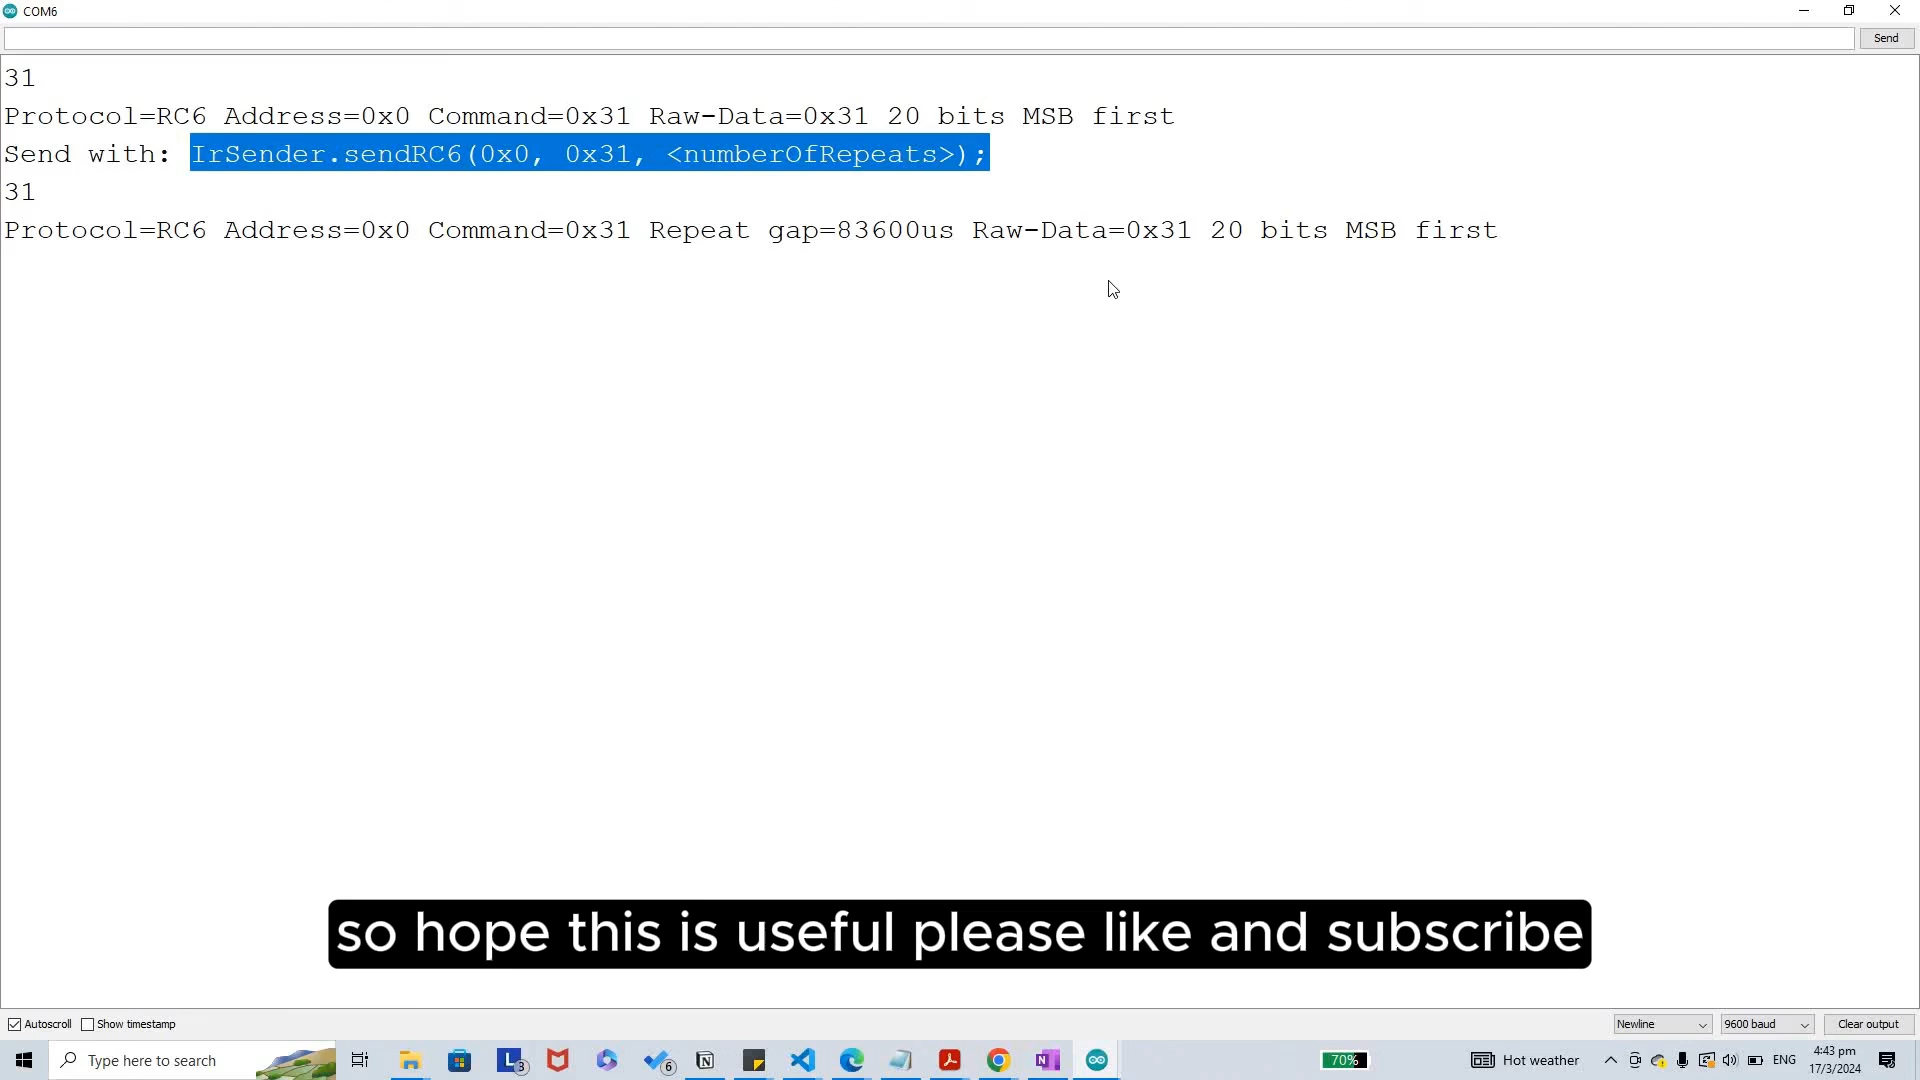 COM6
Send
31
Protocol=RC6 Address=0x0 Command=0x31 Raw-Data=0x31 20 bits MSB first
Send with: IrSender.sendRC6(0x0, 0x31, <numberOfRepeats>);
31
Protocol=RC6 Address=0x0 Command=0x31 Repeat gap=83600us Raw-Data=0x31 20 bits MSB first
so hope this is useful please like and subscribe
Autoscroll Show timestamp Newline 9600 baud Clear output
Type here to search L 3 6 N N 70% Hot weather ENG 4:43 pm
17/3/2024